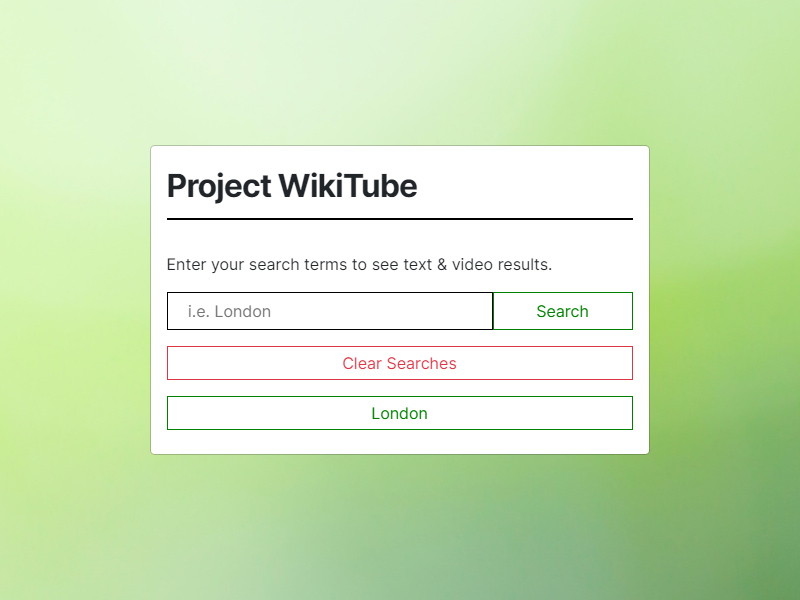 Project WikiTube
Enter your search terms to see text & video results.
i.e. London
Search
Clear Searches
London